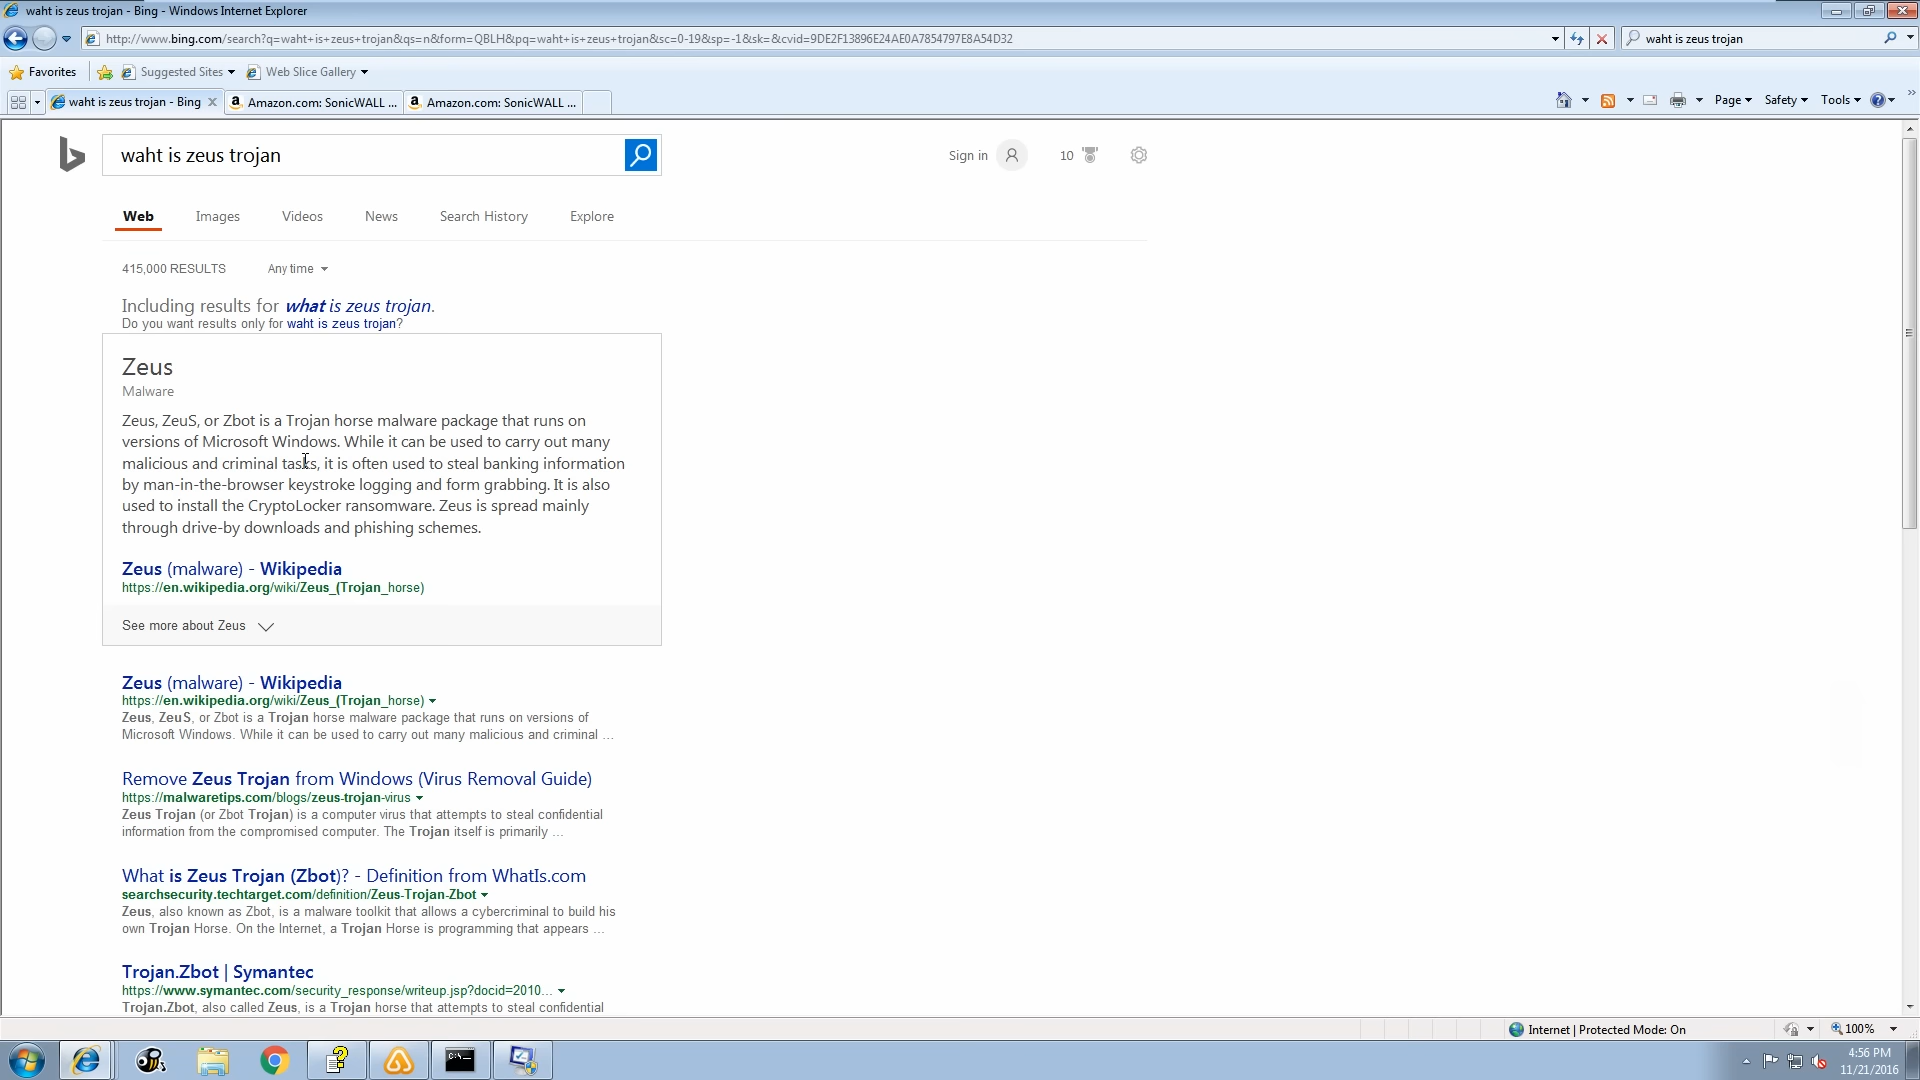 waht is zeus trojan - Bing - Windows Internet Explorer
http://www.bing.com/search?q=waht+is+zeus+trojan&qs=n&form=QBLH&pq=waht+is+zeus+trojan&sc=0-19&sp=-1&sk=&cvid=9DE2F13896E24AE0A7854797E8A54D32
waht is zeus trojan
Favorites
Suggested Sites
Web Slice Gallery
waht is zeus trojan - Bing
Amazon.com: SonicWALL ...
Amazon.com: SonicWALL ...
Page
Safety
Tools
waht is zeus trojan
Sign in
10
Web
Images
Videos
News
Search History
Explore
415,000 RESULTS
Any time
Including results for what is zeus trojan.
Do you want results only for waht is zeus trojan?
Zeus
Malware
Zeus, ZeuS, or Zbot is a Trojan horse malware package that runs on
versions of Microsoft Windows. While it can be used to carry out many
malicious and criminal tasks, it is often used to steal banking information
by man-in-the-browser keystroke logging and form grabbing. It is also
used to install the CryptoLocker ransomware. Zeus is spread mainly
through drive-by downloads and phishing schemes.
Zeus (malware) - Wikipedia
https://en.wikipedia.org/wiki/Zeus_(Trojan_horse)
See more about Zeus
Zeus (malware) - Wikipedia
https://en.wikipedia.org/wiki/Zeus_(Trojan_horse)
Zeus, ZeuS, or Zbot is a Trojan horse malware package that runs on versions of
Microsoft Windows. While it can be used to carry out many malicious and criminal ...
Remove Zeus Trojan from Windows (Virus Removal Guide)
https://malwaretips.com/blogs/zeus-trojan-virus
Zeus Trojan (or Zbot Trojan) is a computer virus that attempts to steal confidential
information from the compromised computer. The Trojan itself is primarily ...
What is Zeus Trojan (Zbot)? - Definition from WhatIs.com
searchsecurity.techtarget.com/definition/Zeus-Trojan-Zbot
Zeus, also known as Zbot, is a malware toolkit that allows a cybercriminal to build his
own Trojan Horse. On the Internet, a Trojan Horse is programming that appears ...
Trojan.Zbot | Symantec
https://www.symantec.com/security_response/writeup.jsp?docid=2010...
Trojan.Zbot, also called Zeus, is a Trojan horse that attempts to steal confidential
Internet | Protected Mode: On
100%
C:\_
4:56 PM
11/21/2016